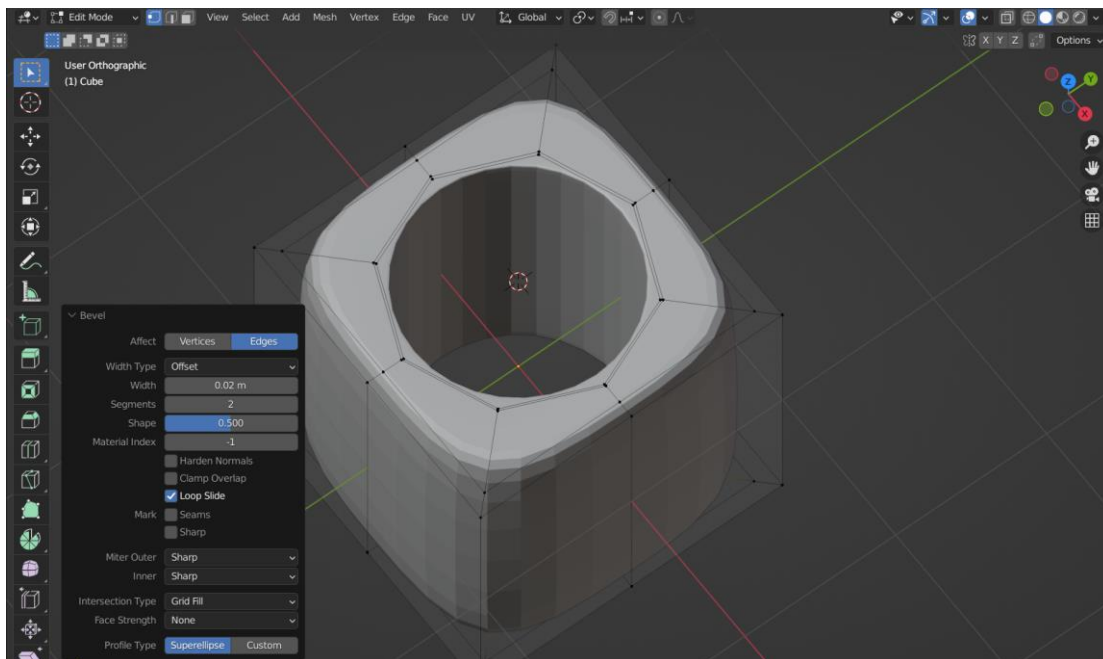 Edit Mode View Select Add Mesh Vertex Edge Face UV Global
X Y Z Options
User Orthographic
(1) Cube
Z
Y
X
Bevel
Affect Vertices Edges
Width Type Offset
Width 0.02 m
Segments 2
Shape 0.500
Material Index -1
Harden Normals
Clamp Overlap
Loop Slide
Mark Seams
Sharp
Miter Outer Sharp
Inner Sharp
Intersection Type Grid Fill
Face Strength None
Profile Type Superellipse Custom